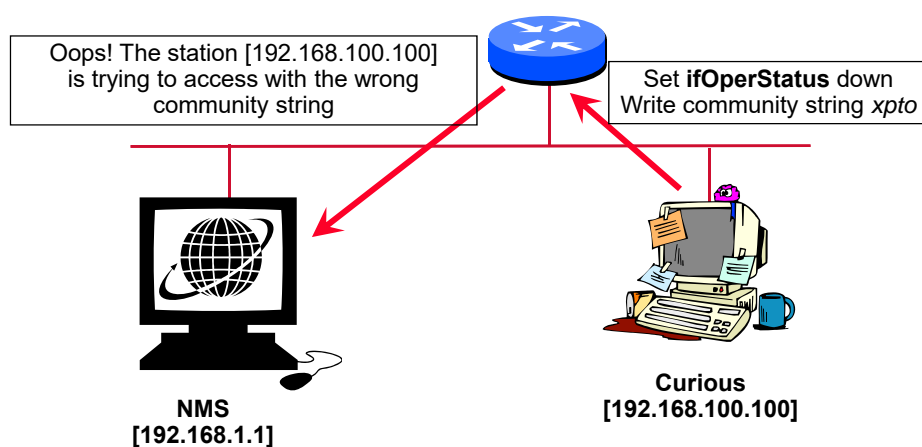 Oops! The station [192.168.100.100]
is trying to access with the wrong
community string
Set ifOperStatus down
Write community string xpto
NMS
[192.168.1.1]
Curious
[192.168.100.100]